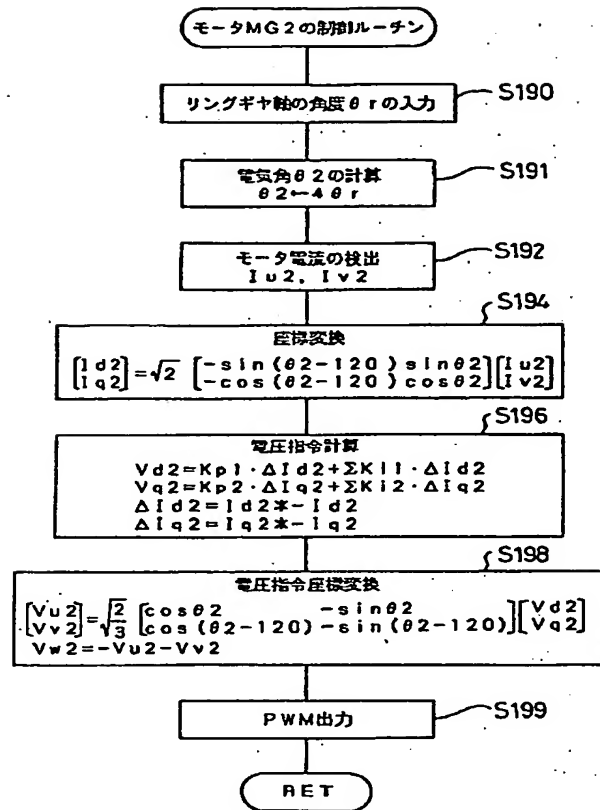 モータMG2の制御ルーチン
S190
リングギヤ軸の角度θrの入力
S191
電気角θ2の計算
θ2←4θr
S192
モータ電流の検出
Iu2, Iv2
S194
座標変換
[Id2] = √2 [-sin(θ2-120) sinθ2] [Iu2]
[Iq2] [-cos(θ2-120) cosθ2] [Iv2]
S196
電圧指令計算
Vd2=Kp1·ΔId2+ΣKi1·ΔId2
Vq2=Kp2·ΔIq2+ΣKi2·ΔIq2
ΔId2=Id2*-Id2
ΔIq2=Iq2*-Iq2
S198
電圧指令座標変換
[Vu2] = √2/3 [cosθ2 -sinθ2] [Vd2]
[Vv2] [cos(θ2-120) -sin(θ2-120)] [Vq2]
Vw2=-Vu2-Vv2
S199
PWM出力
RET